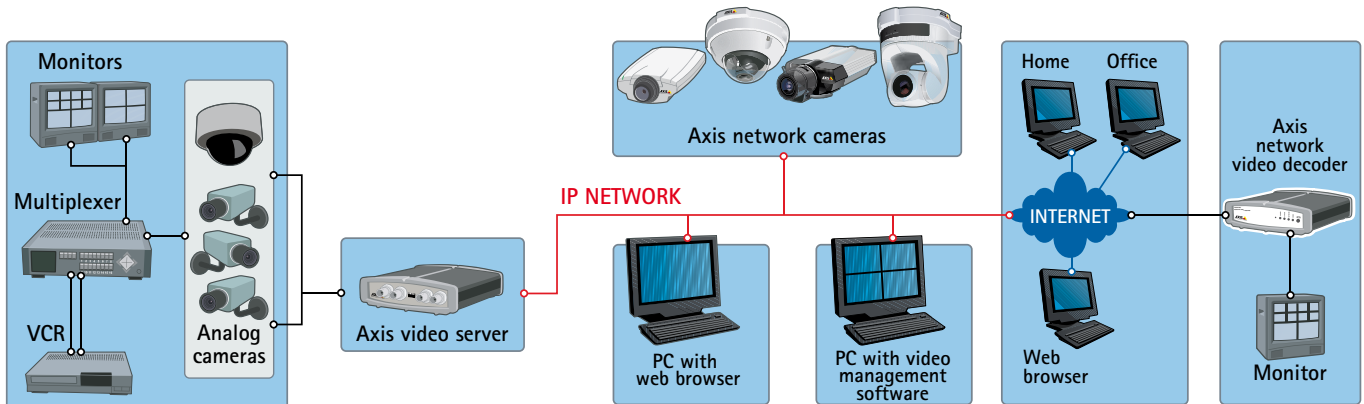 Monitors
Multiplexer
VCR
Analog
cameras
Axis video server
IP NETWORK
Axis network cameras
PC with
web browser
PC with video
management
software
Home
Office
INTERNET
Web
browser
Axis
network
video decoder
Monitor